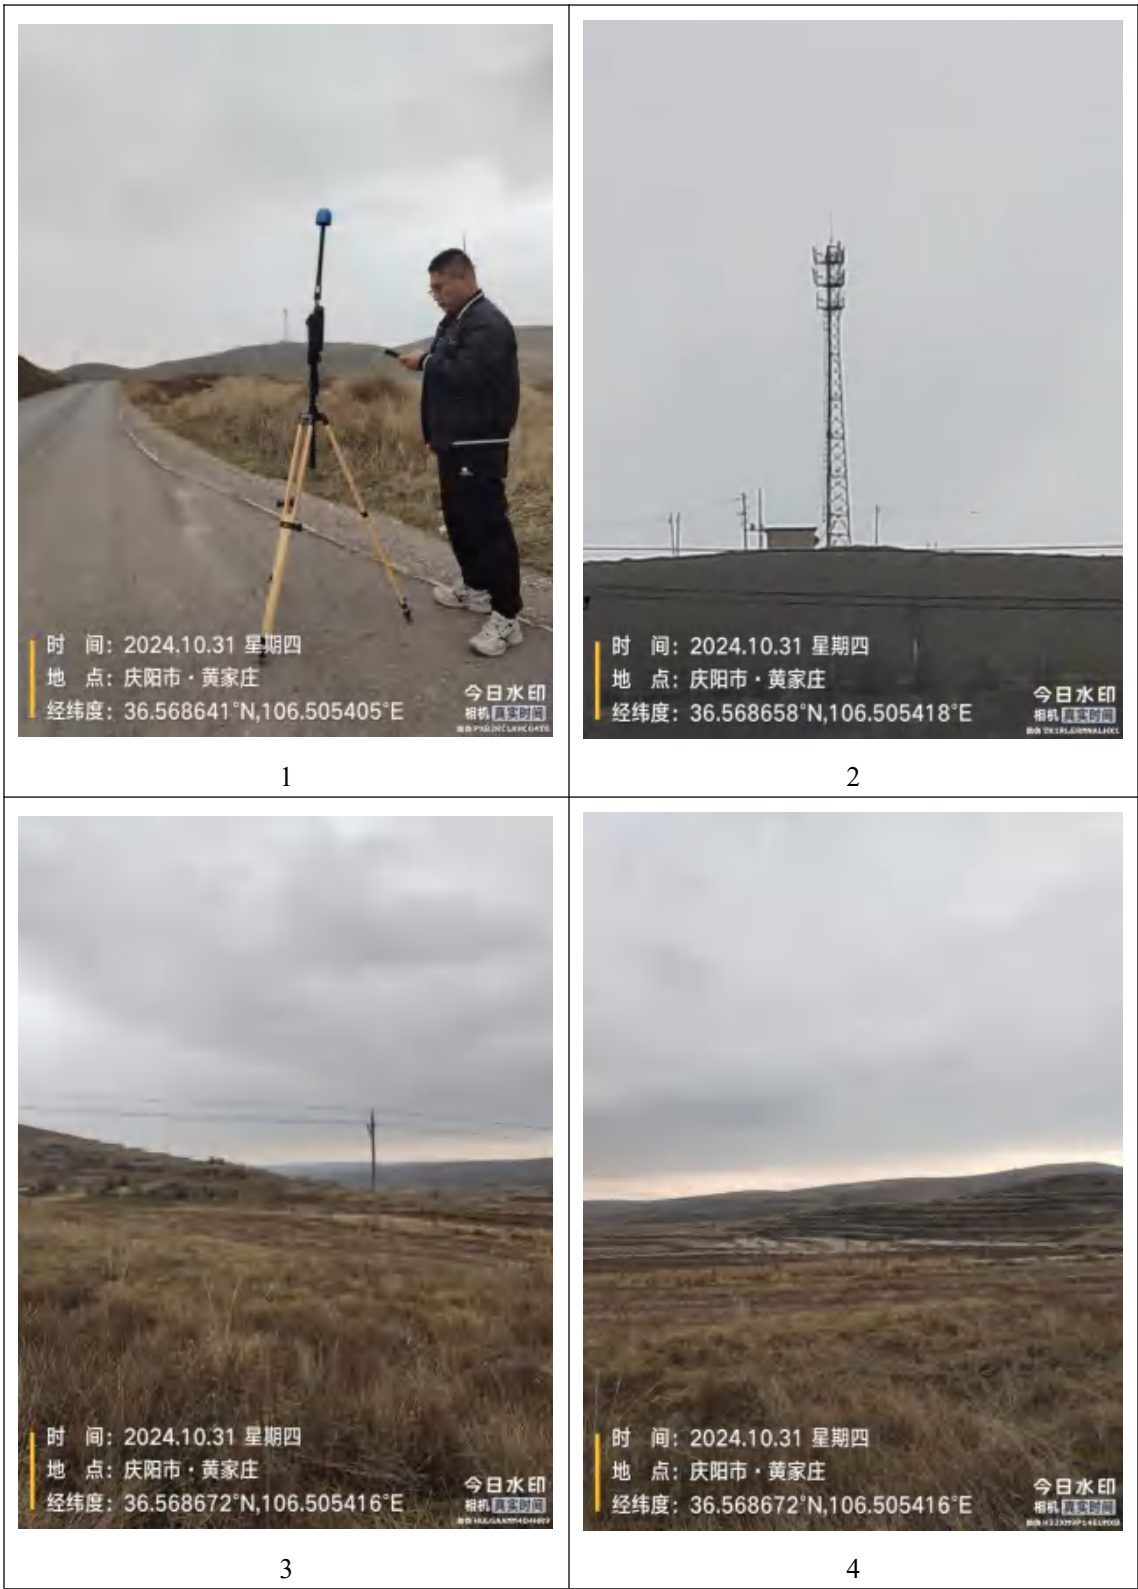 时 间：2024.10.31 星期四
地 点：庆阳市·黄家庄
经纬度：36.568641°N,106.505405°E
今日水印
相机 真实时间
1
时 间：2024.10.31 星期四
地 点：庆阳市·黄家庄
经纬度：36.568658°N,106.505418°E
今日水印
相机 真实时间
2
时 间：2024.10.31 星期四
地 点：庆阳市·黄家庄
经纬度：36.568672°N,106.505416°E
今日水印
相机 真实时间
3
时 间：2024.10.31 星期四
地 点：庆阳市·黄家庄
经纬度：36.568672°N,106.505416°E
今日水印
相机 真实时间
4